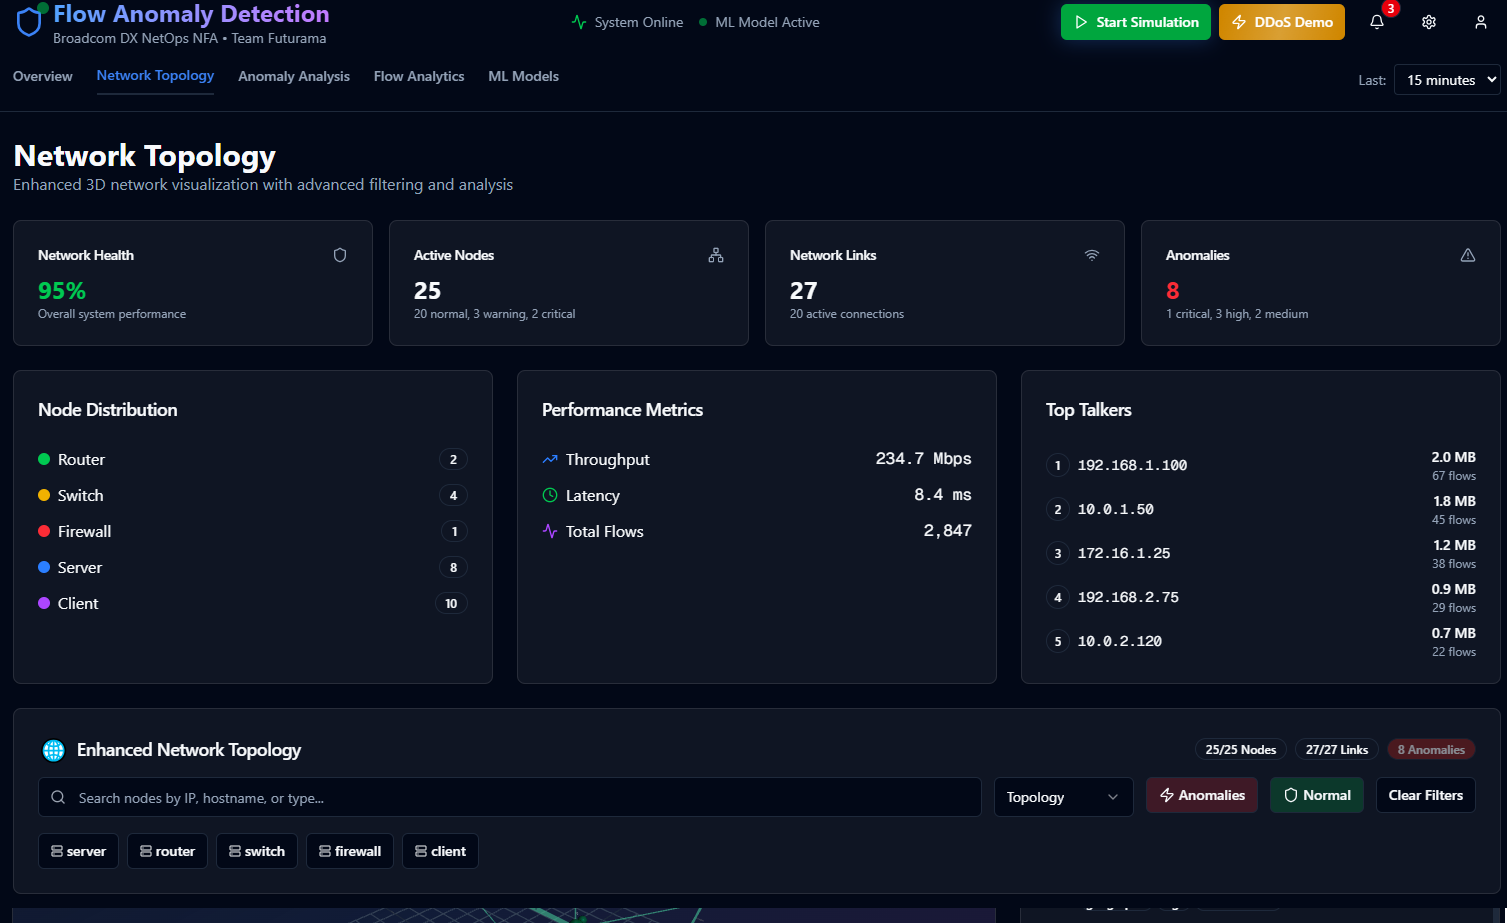 Flow Anomaly Detection
Broadcom DX NetOps NFA • Team Futurama
System Online
ML Model Active
Start Simulation
DDoS Demo
3
Overview
Network Topology
Anomaly Analysis
Flow Analytics
ML Models
Last:
15 minutes
Network Topology
Enhanced 3D network visualization with advanced filtering and analysis
Network Health
95%
Overall system performance
Active Nodes
25
20 normal, 3 warning, 2 critical
Network Links
27
20 active connections
Anomalies
8
1 critical, 3 high, 2 medium
Node Distribution
Router 2
Switch 4
Firewall 1
Server 8
Client 10
Performance Metrics
Throughput 234.7 Mbps
Latency 8.4 ms
Total Flows 2,847
Top Talkers
1 192.168.1.100 2.0 MB
67 flows
2 10.0.1.50 1.8 MB
45 flows
3 172.16.1.25 1.2 MB
38 flows
4 192.168.2.75 0.9 MB
29 flows
5 10.0.2.120 0.7 MB
22 flows
Enhanced Network Topology
25/25 Nodes
27/27 Links
8 Anomalies
Search nodes by IP, hostname, or type...
Topology
Anomalies
Normal
Clear Filters
server
router
switch
firewall
client